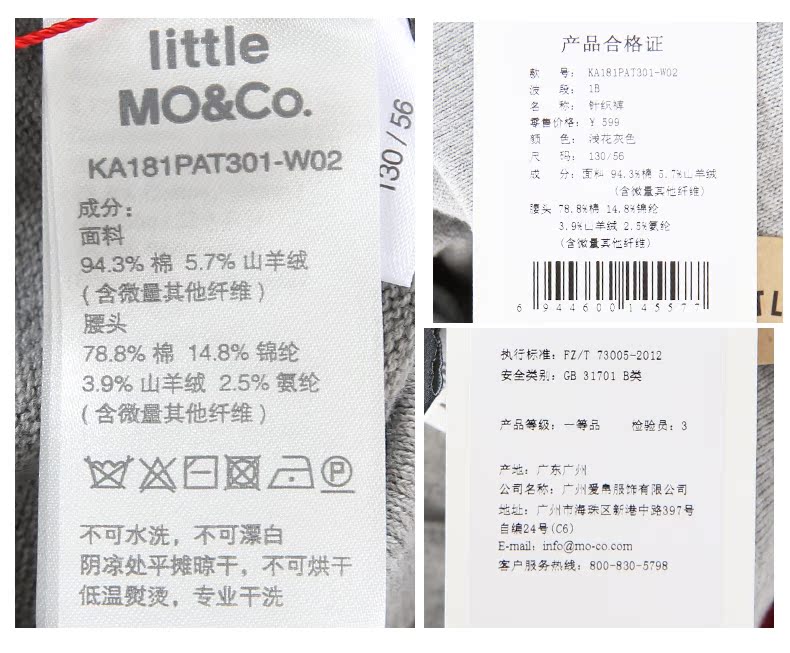 little
MO&Co.
KA181PAT301-W02
130 / 56
成分：
面料
94.3% 棉 5.7% 山羊绒
( 含微量其他纤维 )
腰头
78.8% 棉 14.8% 锦纶
3.9% 山羊绒 2.5% 氨纶
( 含微量其他纤维 )
P
不可水洗，不可漂白
阴凉处平摊晾干，不可烘干
低温熨烫，专业干洗
产品合格证
款 号： KA181PAT301-W02
波 段： 1B
名 称： 针织裤
零售价格： ¥ 599
颜 色： 浅花灰色
尺 码： 130/56
成 分：面料 94.3%棉 5.7%山羊绒
(含微量其他纤维)
腰头 78.8%棉 14.8%锦纶
3.9%山羊绒 2.5%氨纶
(含微量其他纤维)
6 944600 145577
TL
执行标准：FZ/T 73005-2012
安全类别：GB 31701 B类
产品等级：一等品 检验员：3
产地：广东广州
公司名称：广州爱帛服饰有限公司
地址：广州市海珠区新港中路397号
自编24号(C6)
E-mail：info@mo-co.com
客户服务热线：800-830-5798